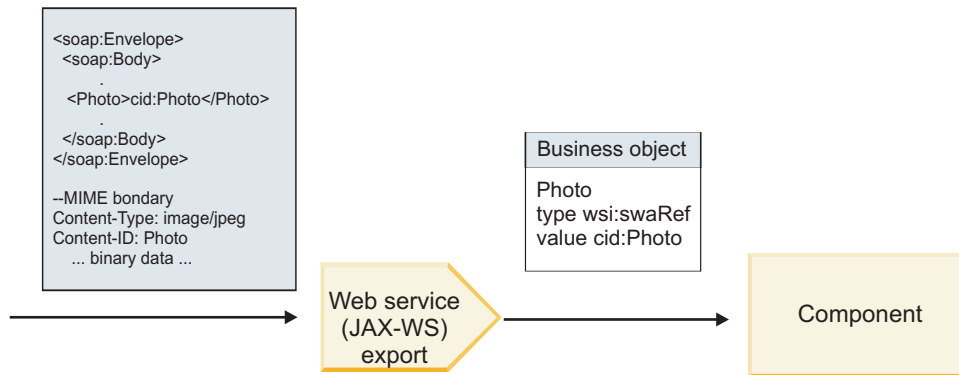 <soap:Envelope>
<soap:Body>
.
<Photo>cid:Photo</Photo>
.
</soap:Body>
</soap:Envelope>
--MIME bondary
Content-Type: image/jpeg
Content-ID: Photo
... binary data ...
Web service
(JAX-WS)
export
Business object
Photo
type wsi:swaRef
value cid:Photo
Component